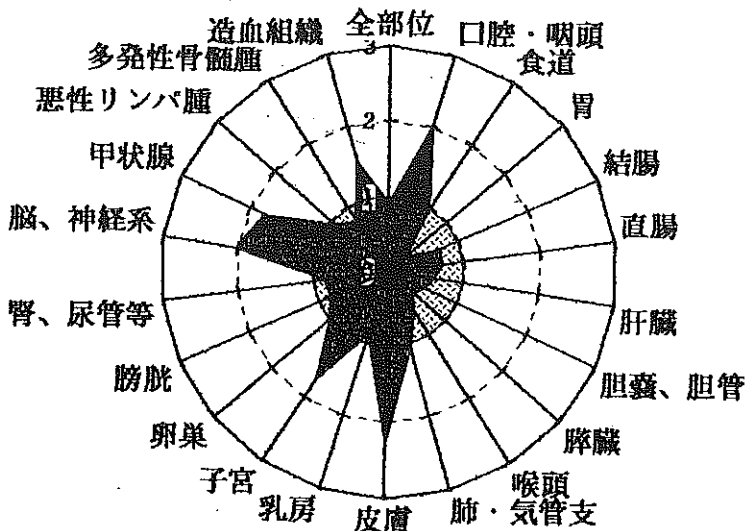 全部位
口腔・咽頭
食道
胃
結腸
直腸
肝臓
胆嚢、胆管
膵臓
喉頭
肺・気管支
皮膚
乳房
子宮
卵巣
膀胱
腎、尿管等
脳、神経系
甲状腺
悪性リンパ腫
多発性骨髄腫
造血組織
3
2
1
0